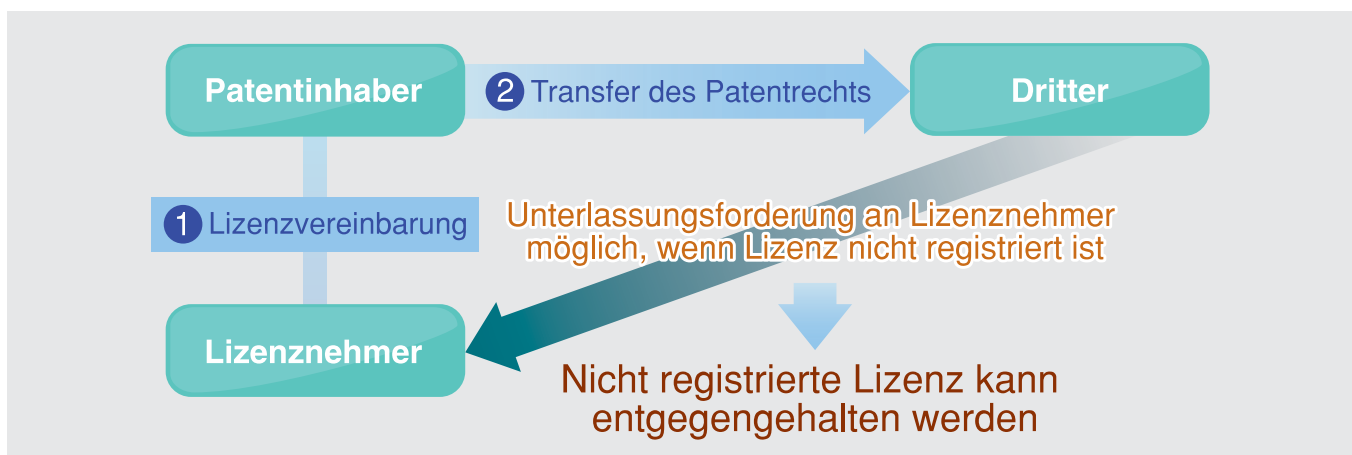 Patentinhaber
2 Transfer des Patentrechts
Dritter
1 Lizenzvereinbarung
Unterlassungsforderung an Lizenznehmer
möglich, wenn Lizenz nicht registriert ist
Lizenznehmer
Nicht registrierte Lizenz kann
entgegengehalten werden